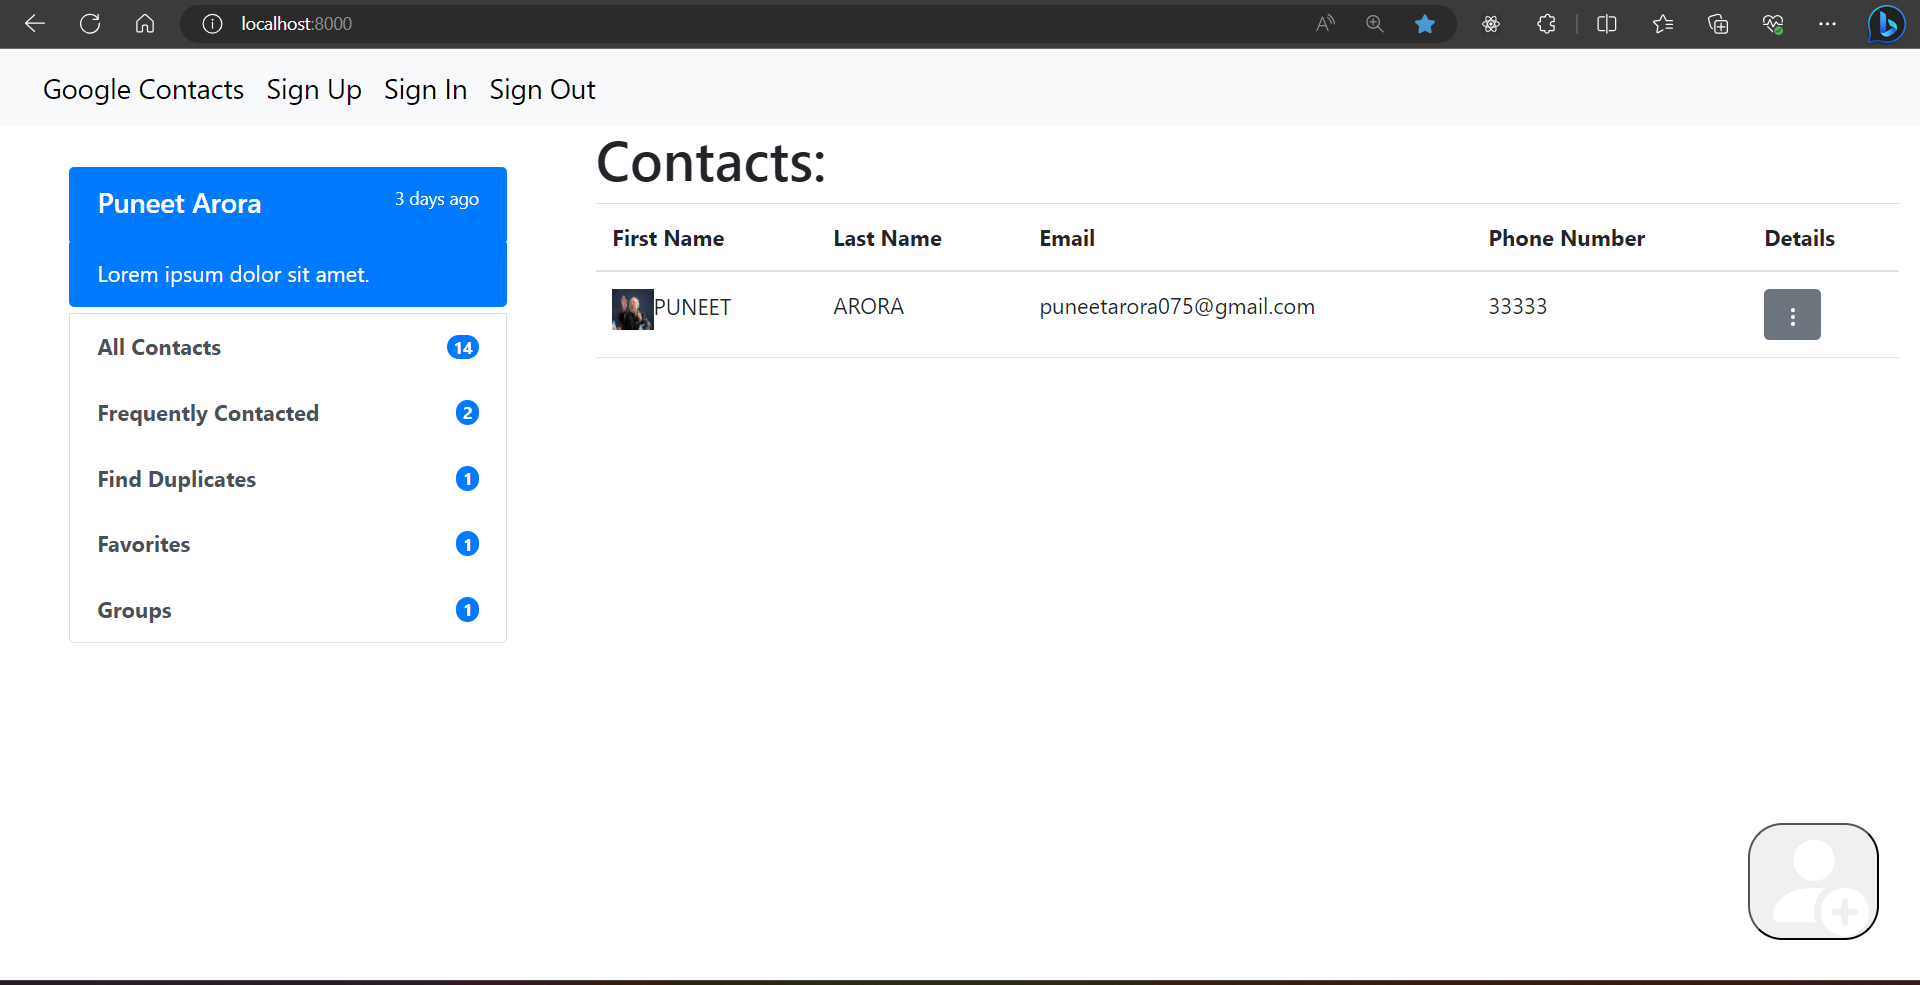 localhost:8000
Google Contacts Sign Up Sign In Sign Out
Puneet Arora 3 days ago
Lorem ipsum dolor sit amet.
All Contacts 14
Frequently Contacted 2
Find Duplicates 1
Favorites 1
Groups 1
Contacts:
First Name Last Name Email Phone Number Details
PUNEET ARORA puneetarora075@gmail.com 33333